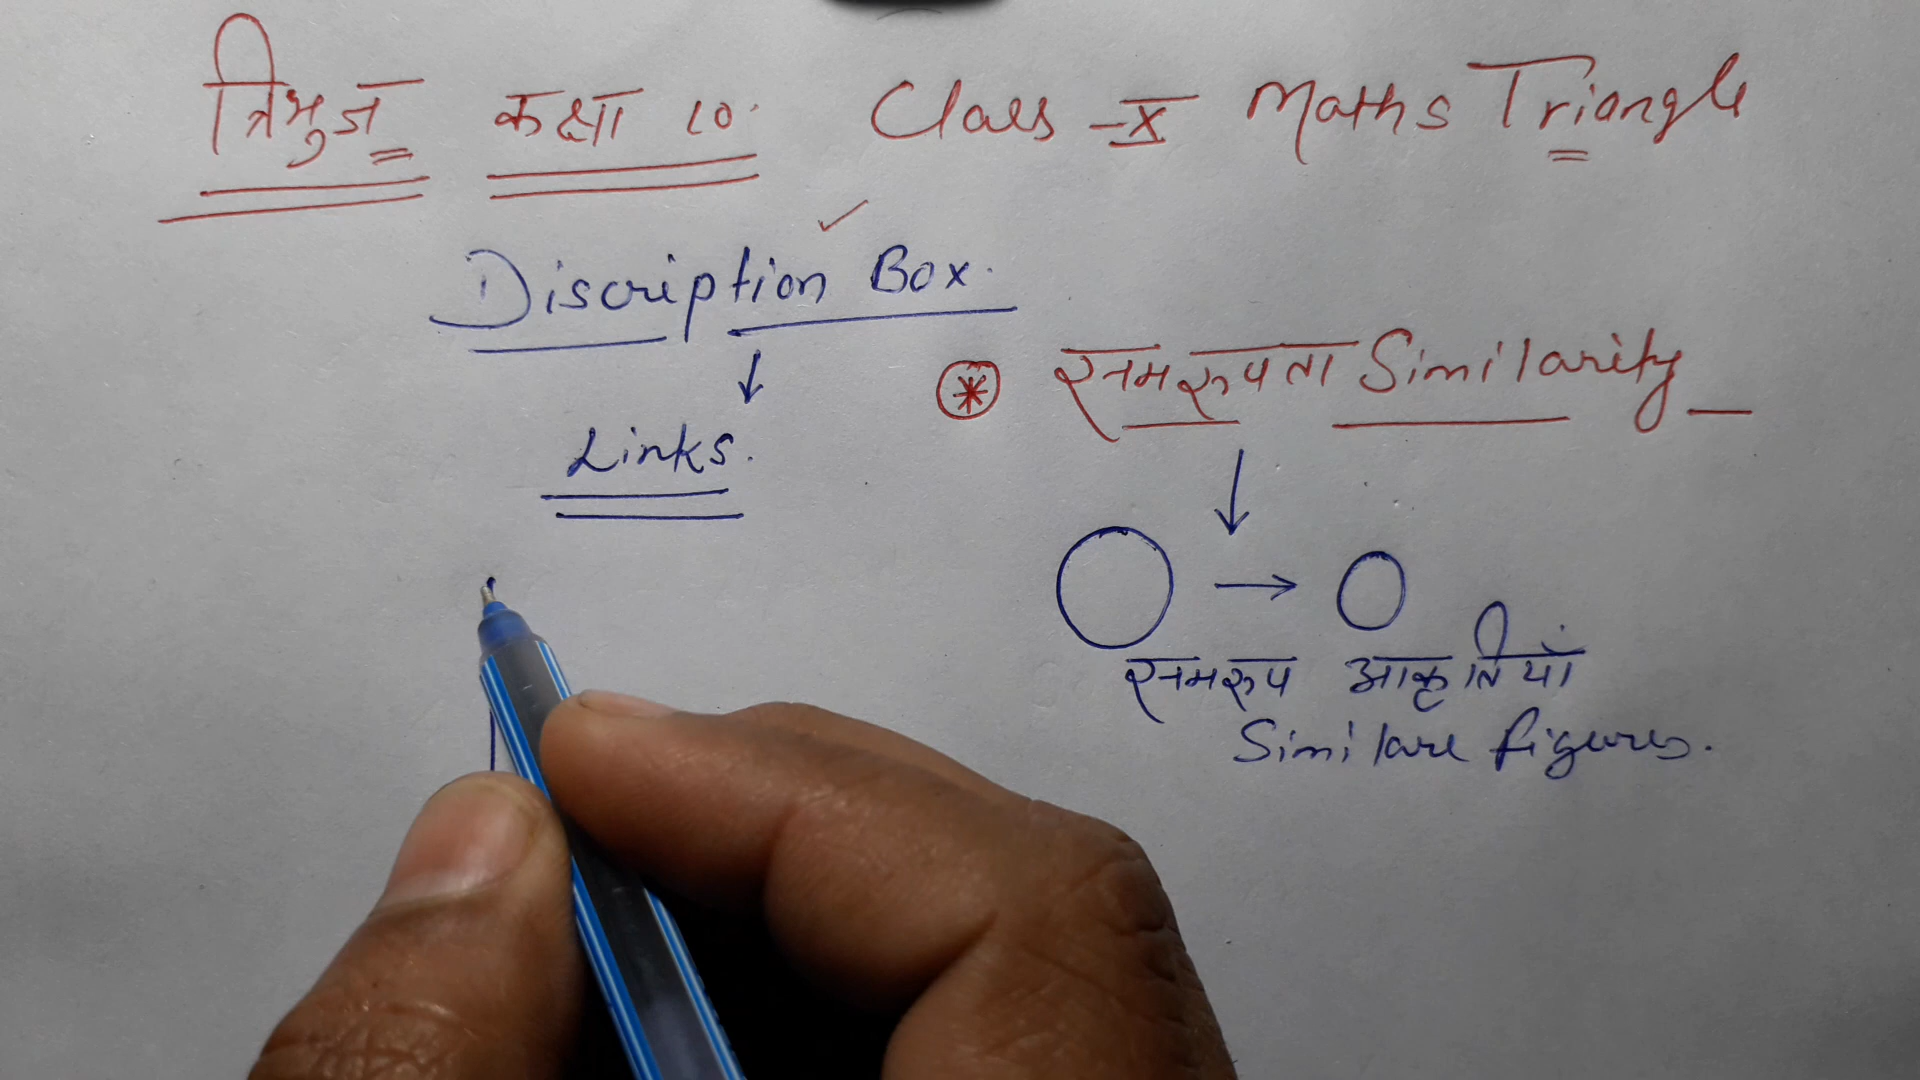 त्रिभुज कक्षा 10. Class -X Maths Triangle
Discription Box.
Links.
समरूपता Similarity
समरूप आकृतियाँ
Similare figures.